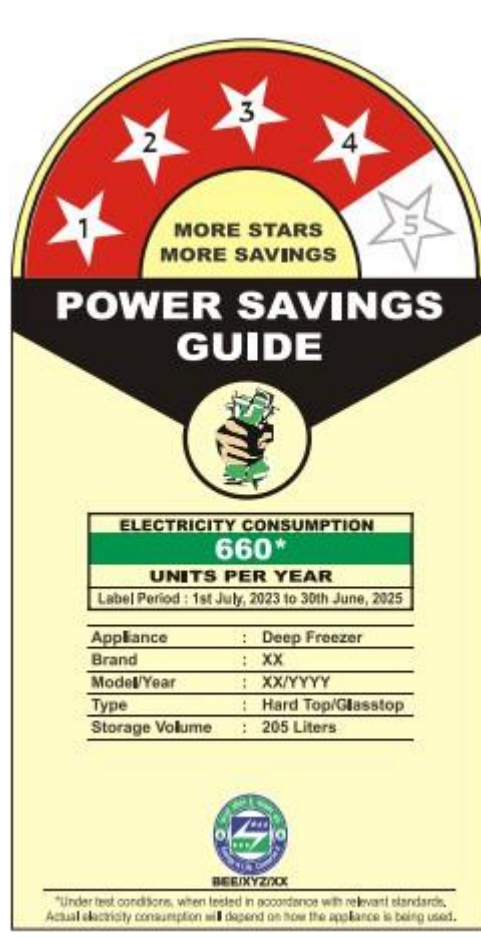 1
2
3
4
5
MORE STARS
MORE SAVINGS
POWER SAVINGS
GUIDE
ELECTRICITY CONSUMPTION
660*
UNITS PER YEAR
Label Period : 1st July, 2023 to 30th June, 2025
Appliance : Deep Freezer
Brand : XX
Model/Year : XX/YYYY
Type : Hard Top/Glasstop
Storage Volume : 205 Liters
BEE/XYZ/XX
*Under test conditions, when tested in accordance with relevant standards.
Actual electricity consumption will depend on how the appliance is being used.